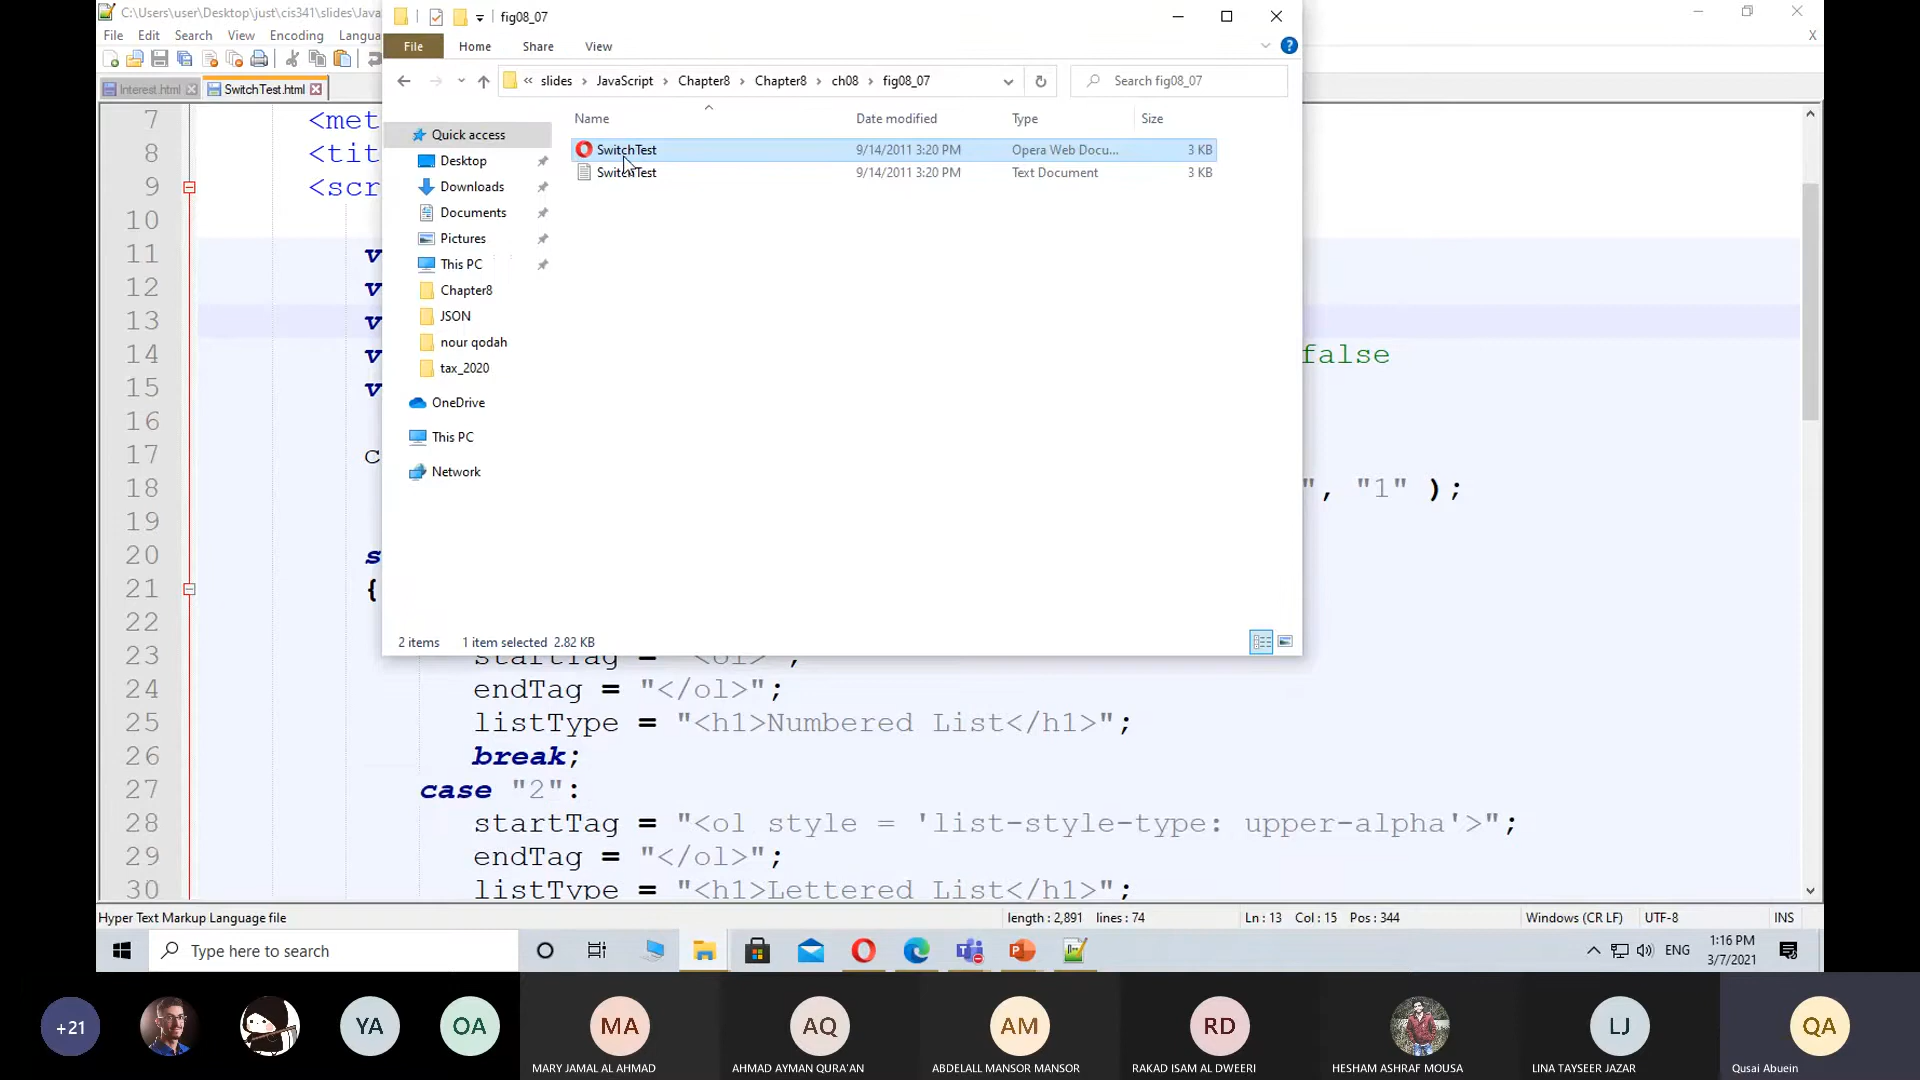 C:\Users\user\Desktop\just\cis341\slides\Java
fig08_07
File Edit Search View Encoding Langua
X
File Home Share View
slides JavaScript Chapter8 Chapter8 ch08 fig08_07
Search fig08_07
Interest.html
SwitchTest.html
Name Date modified Type Size
SwitchTest 9/14/2011 3:20 PM Opera Web Docu... 3 KB
SwitchTest 9/14/2011 3:20 PM Text Document 3 KB
Quick access
Desktop
Downloads
Documents
Pictures
This PC
Chapter8
JSON
nour qodah
tax_2020
OneDrive
This PC
Network
2 items 1 item selected 2.82 KB
7 <met
8 <tit
9 <scr
10
11 v
12 v
13 v
14 v false
15 v
16
17 c
18 ", "1" );
19
20 s
21 {
22
23 startTag = "<ol>";
24 endTag = "</ol>";
25 listType = "<h1>Numbered List</h1>";
26 break;
27 case "2":
28 startTag = "<ol style = 'list-style-type: upper-alpha'>";
29 endTag = "</ol>";
30 listType = "<h1>Lettered List</h1>";
Hyper Text Markup Language file length : 2,891 lines : 74 Ln : 13 Col : 15 Pos : 344 Windows (CR LF) UTF-8 INS
Type here to search
ENG
1:16 PM
3/7/2021
+21 YA OA MA AQ AM RD LJ QA
MARY JAMAL AL AHMAD AHMAD AYMAN QURA'AN ABDELALL MANSOR MANSOR RAKAD ISAM AL DWEERI HESHAM ASHRAF MOUSA LINA TAYSEER JAZAR Qusai Abuein